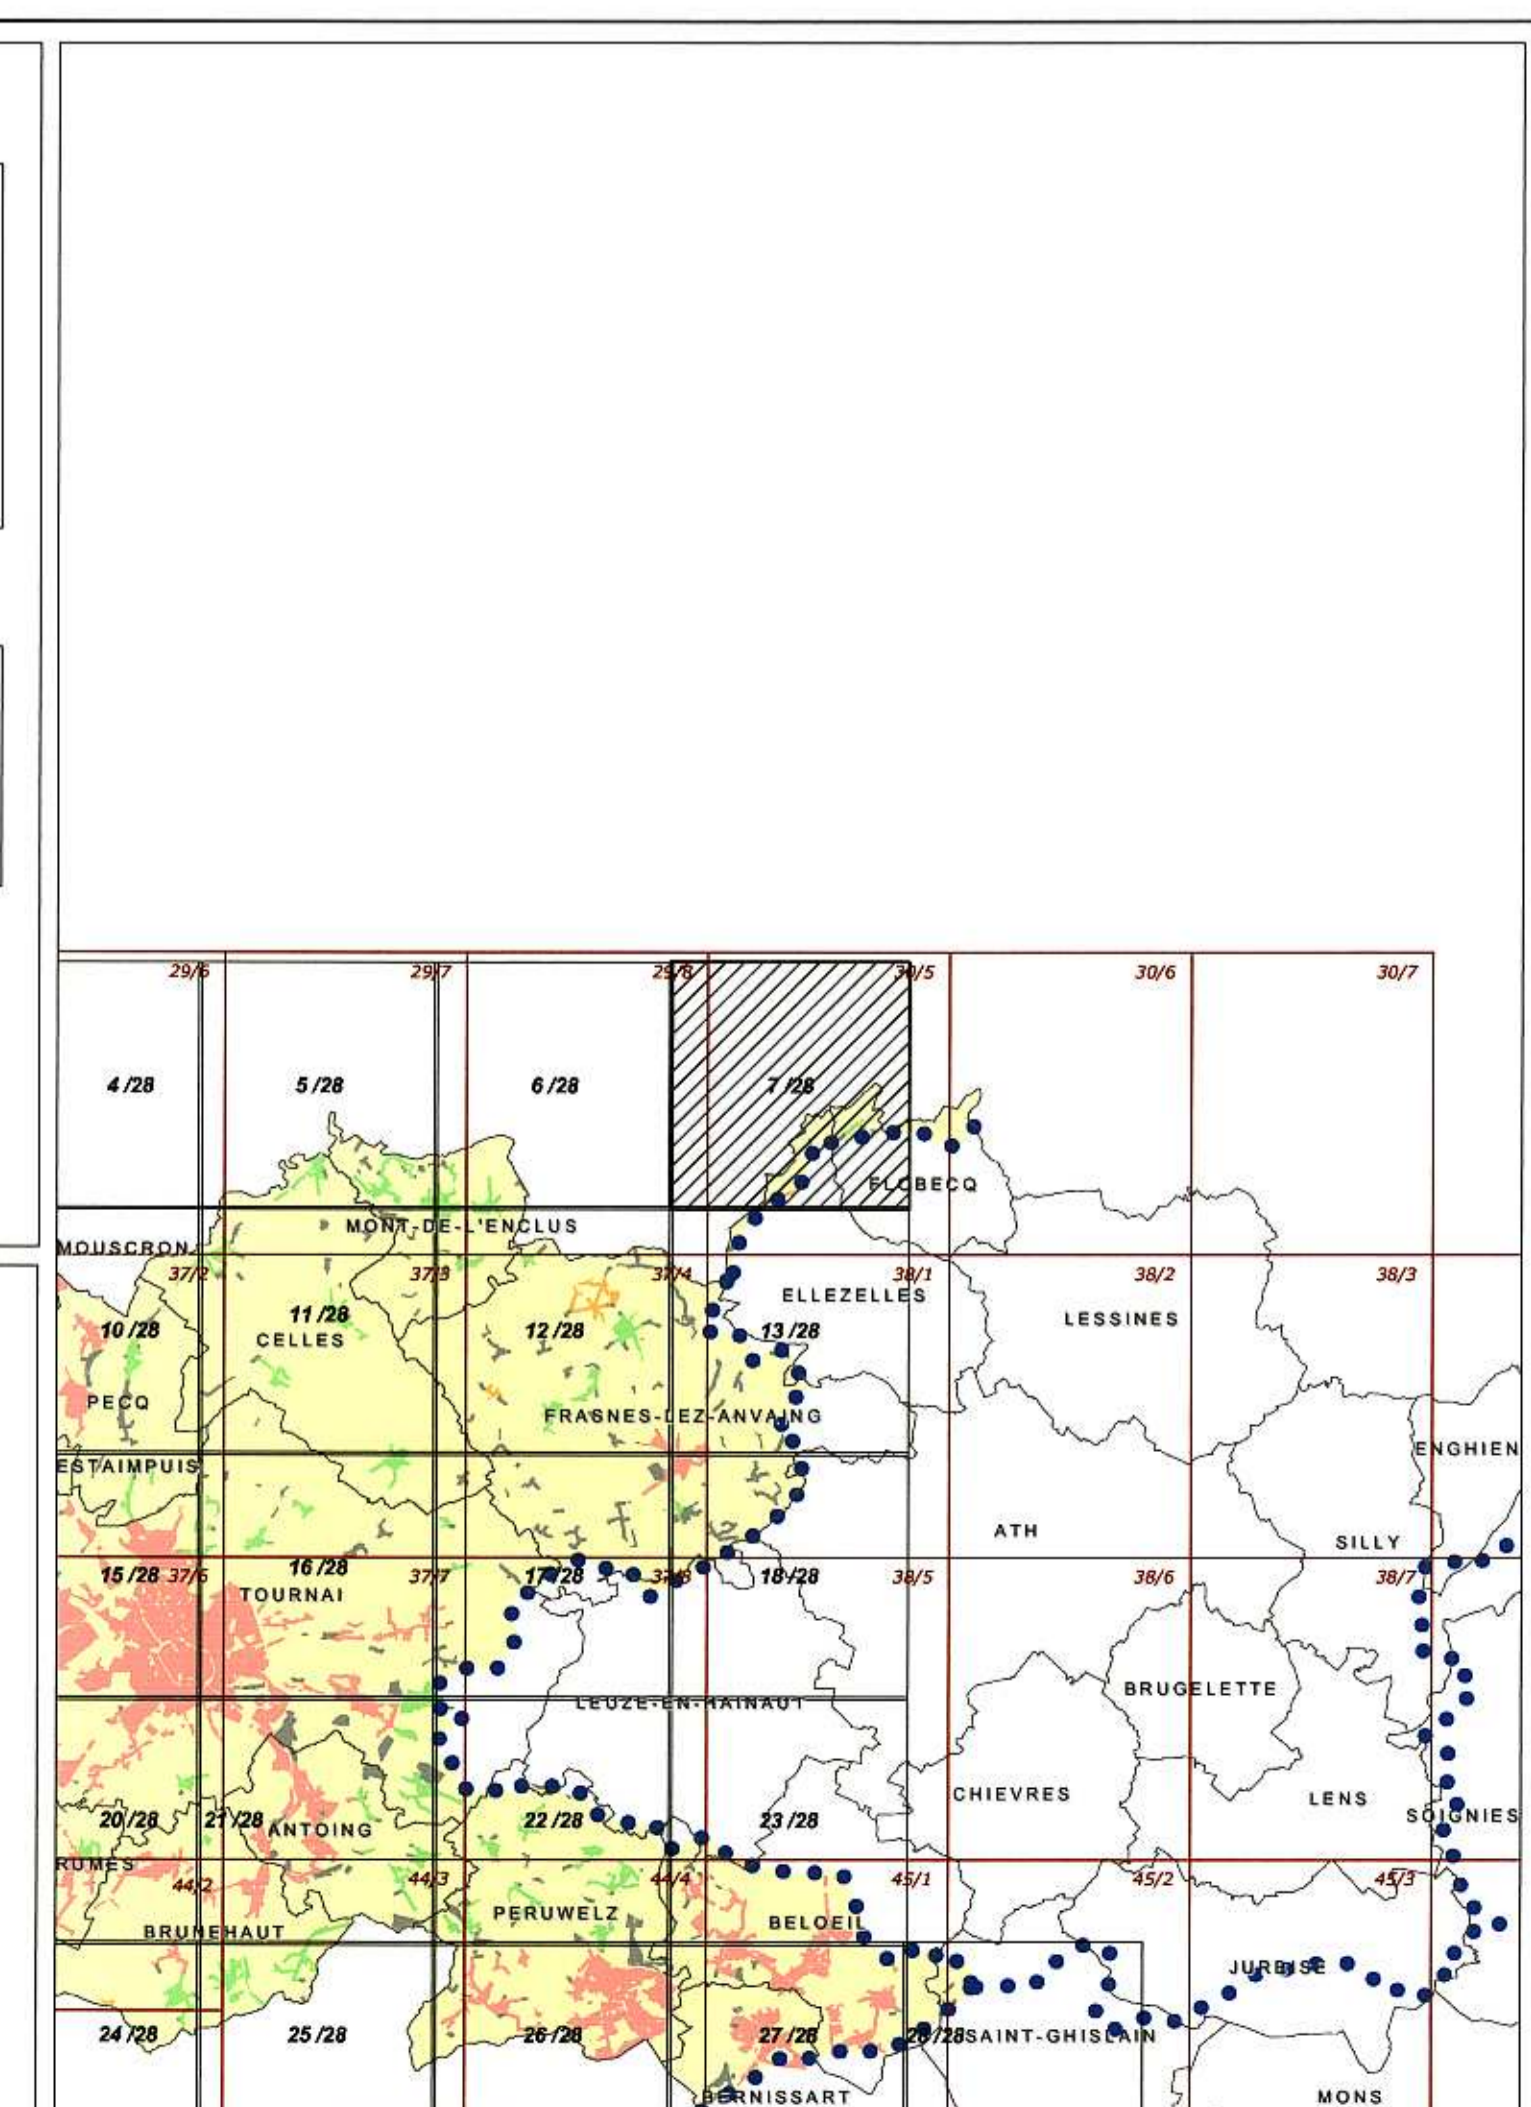 29/6 29/7 29/8 30/5 30/6 30/7
4 /28 5 /28 6 /28 7 /28
FLOBECQ
MONT-DE-L'ENCLUS
MOUSCRON
37/2 37/3 37/4 38/1 38/2 38/3
ELLEZELLES
11 /28 LESSINES
10 /28 12 /28 13 /28
CELLES
PECQ
FRASNES-LEZ-ANVAING
ENGHIEN
ESTAIMPUIS
ATH
SILLY
15 /28 37/6 16 /28 37/7 17 /28 37/8 18 /28 38/5 38/6 38/7
TOURNAI
BRUGELETTE
LEUZE-EN-HAINAUT
CHIEVRES
LENS
20 /28 21 /28 22 /28 23 /28 SOIGNIES
ANTOING
RUMES
44/2 44/3 44/4 45/1 45/2 45/3
PERUWELZ
BELOEIL
BRUNEHAUT
JURBISE
24 /28 25 /28 26 /28 27 /28 28 /28 SAINT-GHISLAIN
BERNISSART MONS